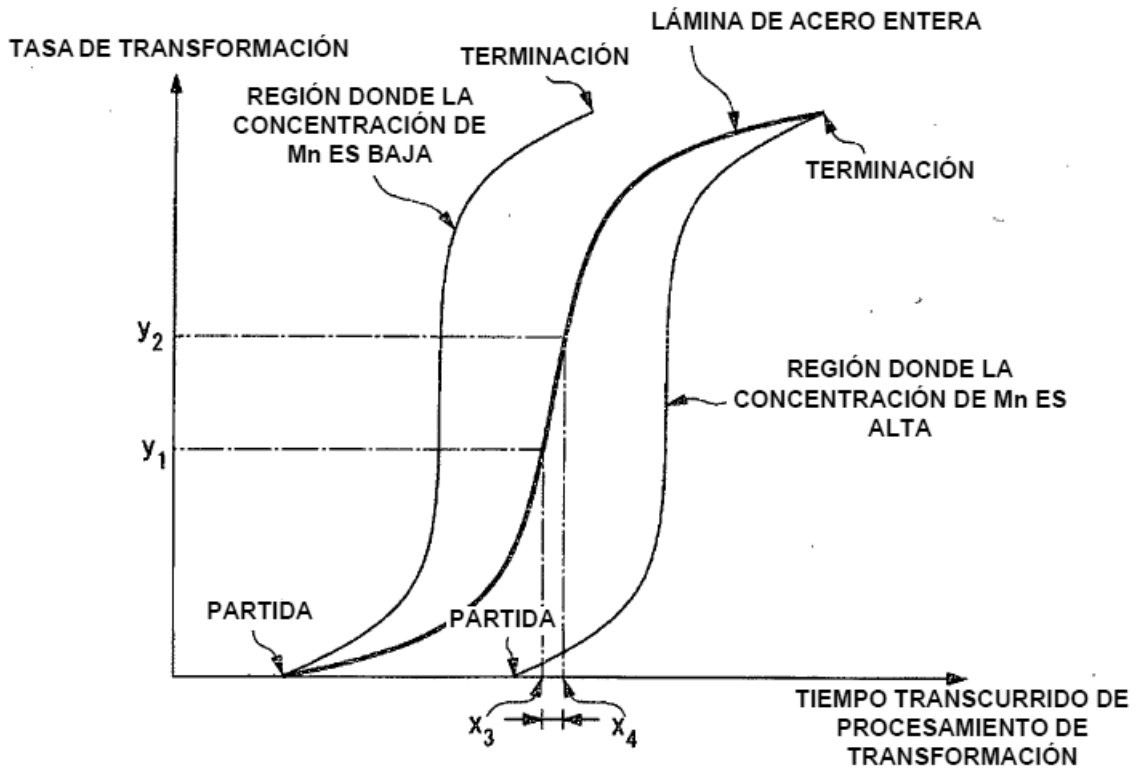 LÁMINA DE ACERO ENTERA
TASA DE TRANSFORMACIÓN
TERMINACIÓN
REGIÓN DONDE LA
CONCENTRACIÓN DE
Mn ES BAJA
TERMINACIÓN
y2
REGIÓN DONDE LA
CONCENTRACIÓN DE Mn ES
ALTA
y1
PARTIDA
PARTIDA
X3
X4
TIEMPO TRANSCURRIDO DE
PROCESAMIENTO DE
TRANSFORMACIÓN